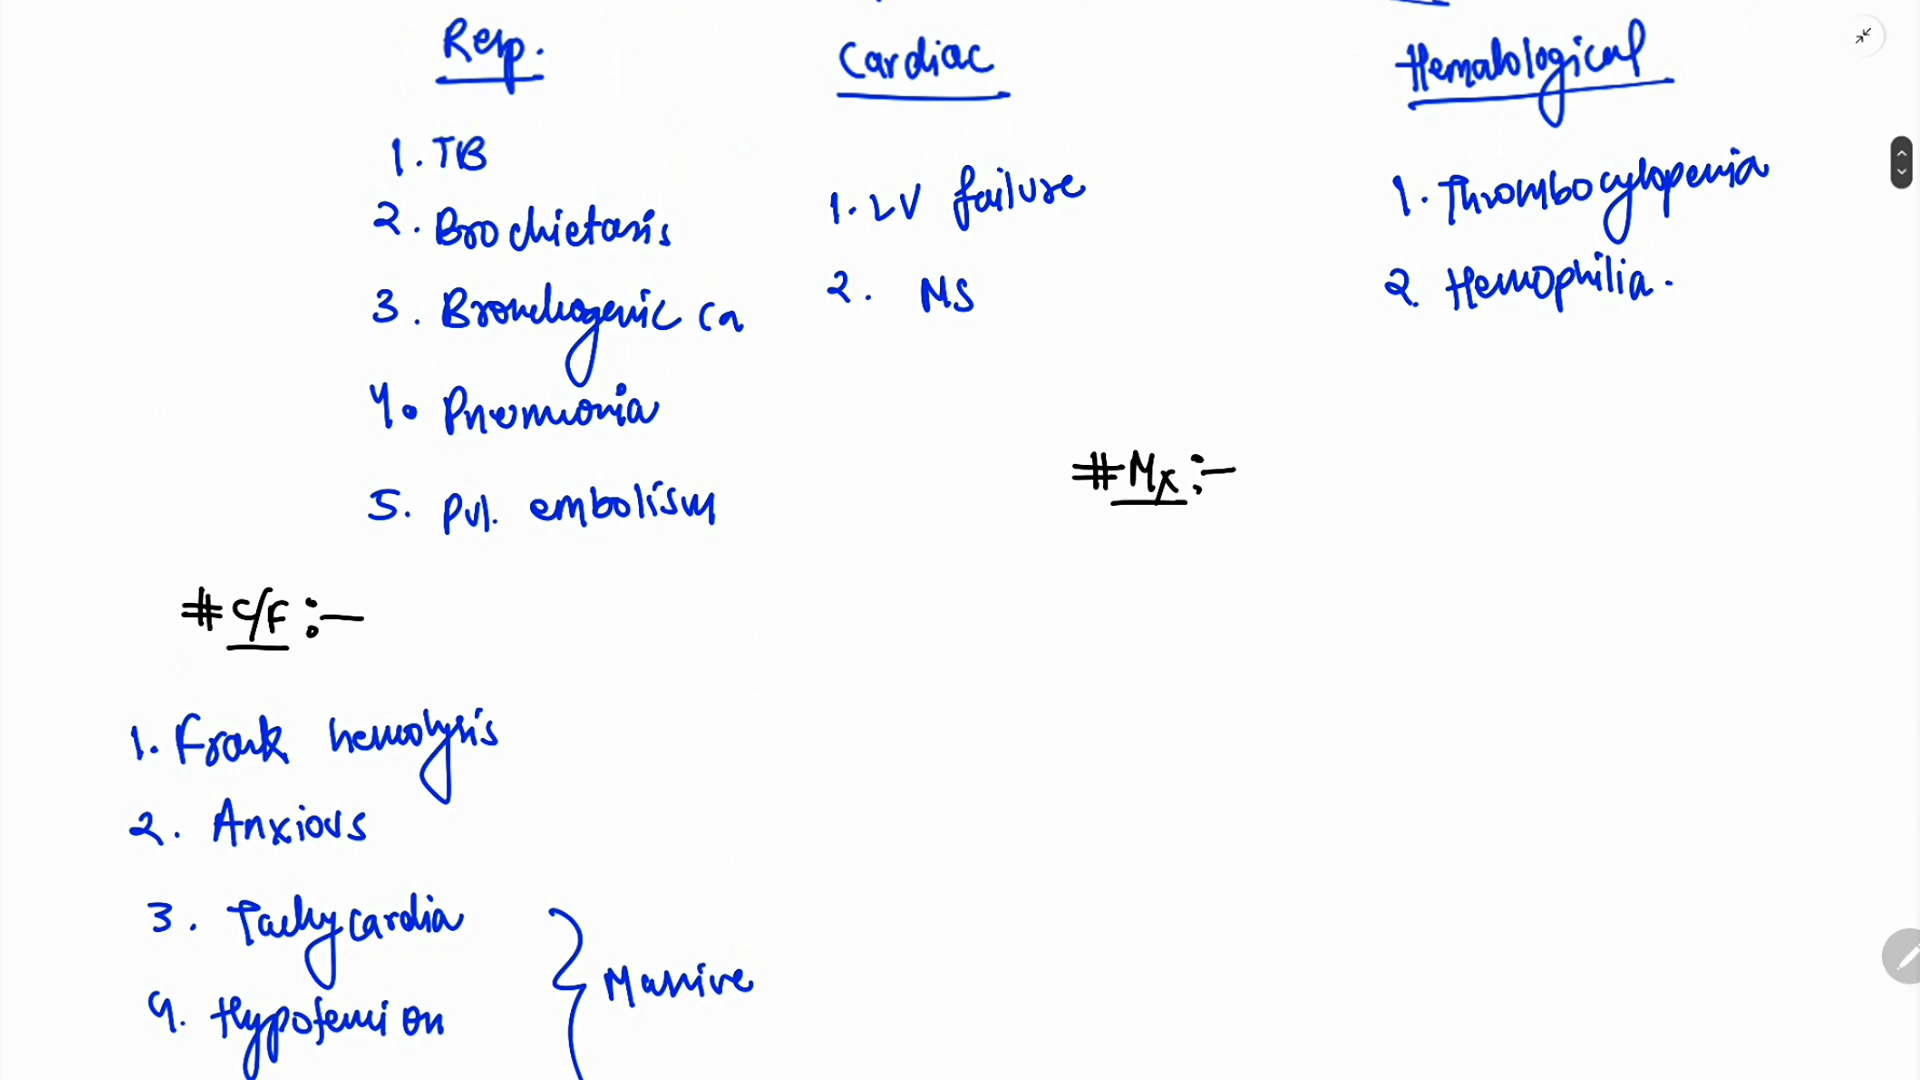 Resp.
1. TB
2. Brochietasis
3. Bronchogenic Ca
4. Pneumonia
5. Pul. embolism
Cardiac
1. LV failure
2. MS
Hematological
1. Thrombocytopenia
2. Hemophilia.
# Mx :-
# C/F :-
1. Frank hemolysis
2. Anxious
3. Tachycardia
4. Hypotension
Massive